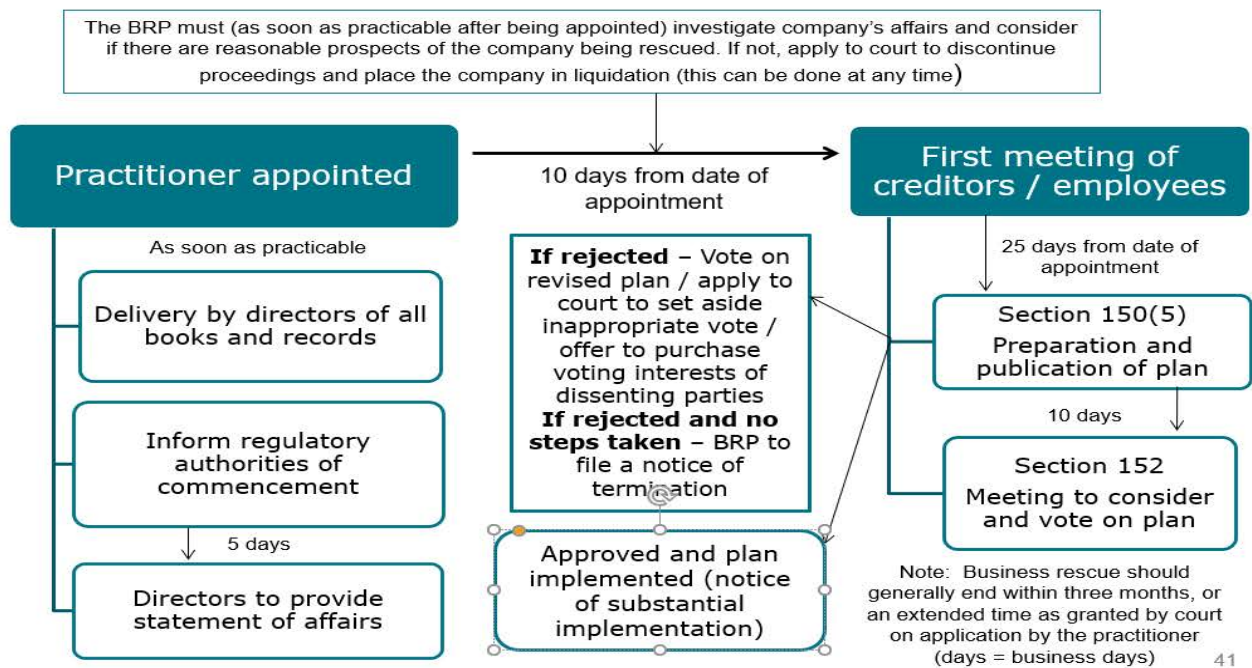 The BRP must (as soon as practicable after being appointed) investigate company's affairs and consider
if there are reasonable prospects of the company being rescued. If not, apply to court to discontinue
proceedings and place the company in liquidation (this can be done at any time)
Practitioner appointed
10 days from date of
appointment
First meeting of
creditors / employees
As soon as practicable
Delivery by directors of all
books and records
Inform regulatory
authorities of
commencement
5 days
Directors to provide
statement of affairs
If rejected – Vote on
revised plan / apply to
court to set aside
inappropriate vote /
offer to purchase
voting interests of
dissenting parties
If rejected and no
steps taken – BRP to
file a notice of
termination
Approved and plan
implemented (notice
of substantial
implementation)
25 days from date of
appointment
Section 150(5)
Preparation and
publication of plan
10 days
Section 152
Meeting to consider
and vote on plan
Note: Business rescue should
generally end within three months, or
an extended time as granted by court
on application by the practitioner
(days = business days)
41